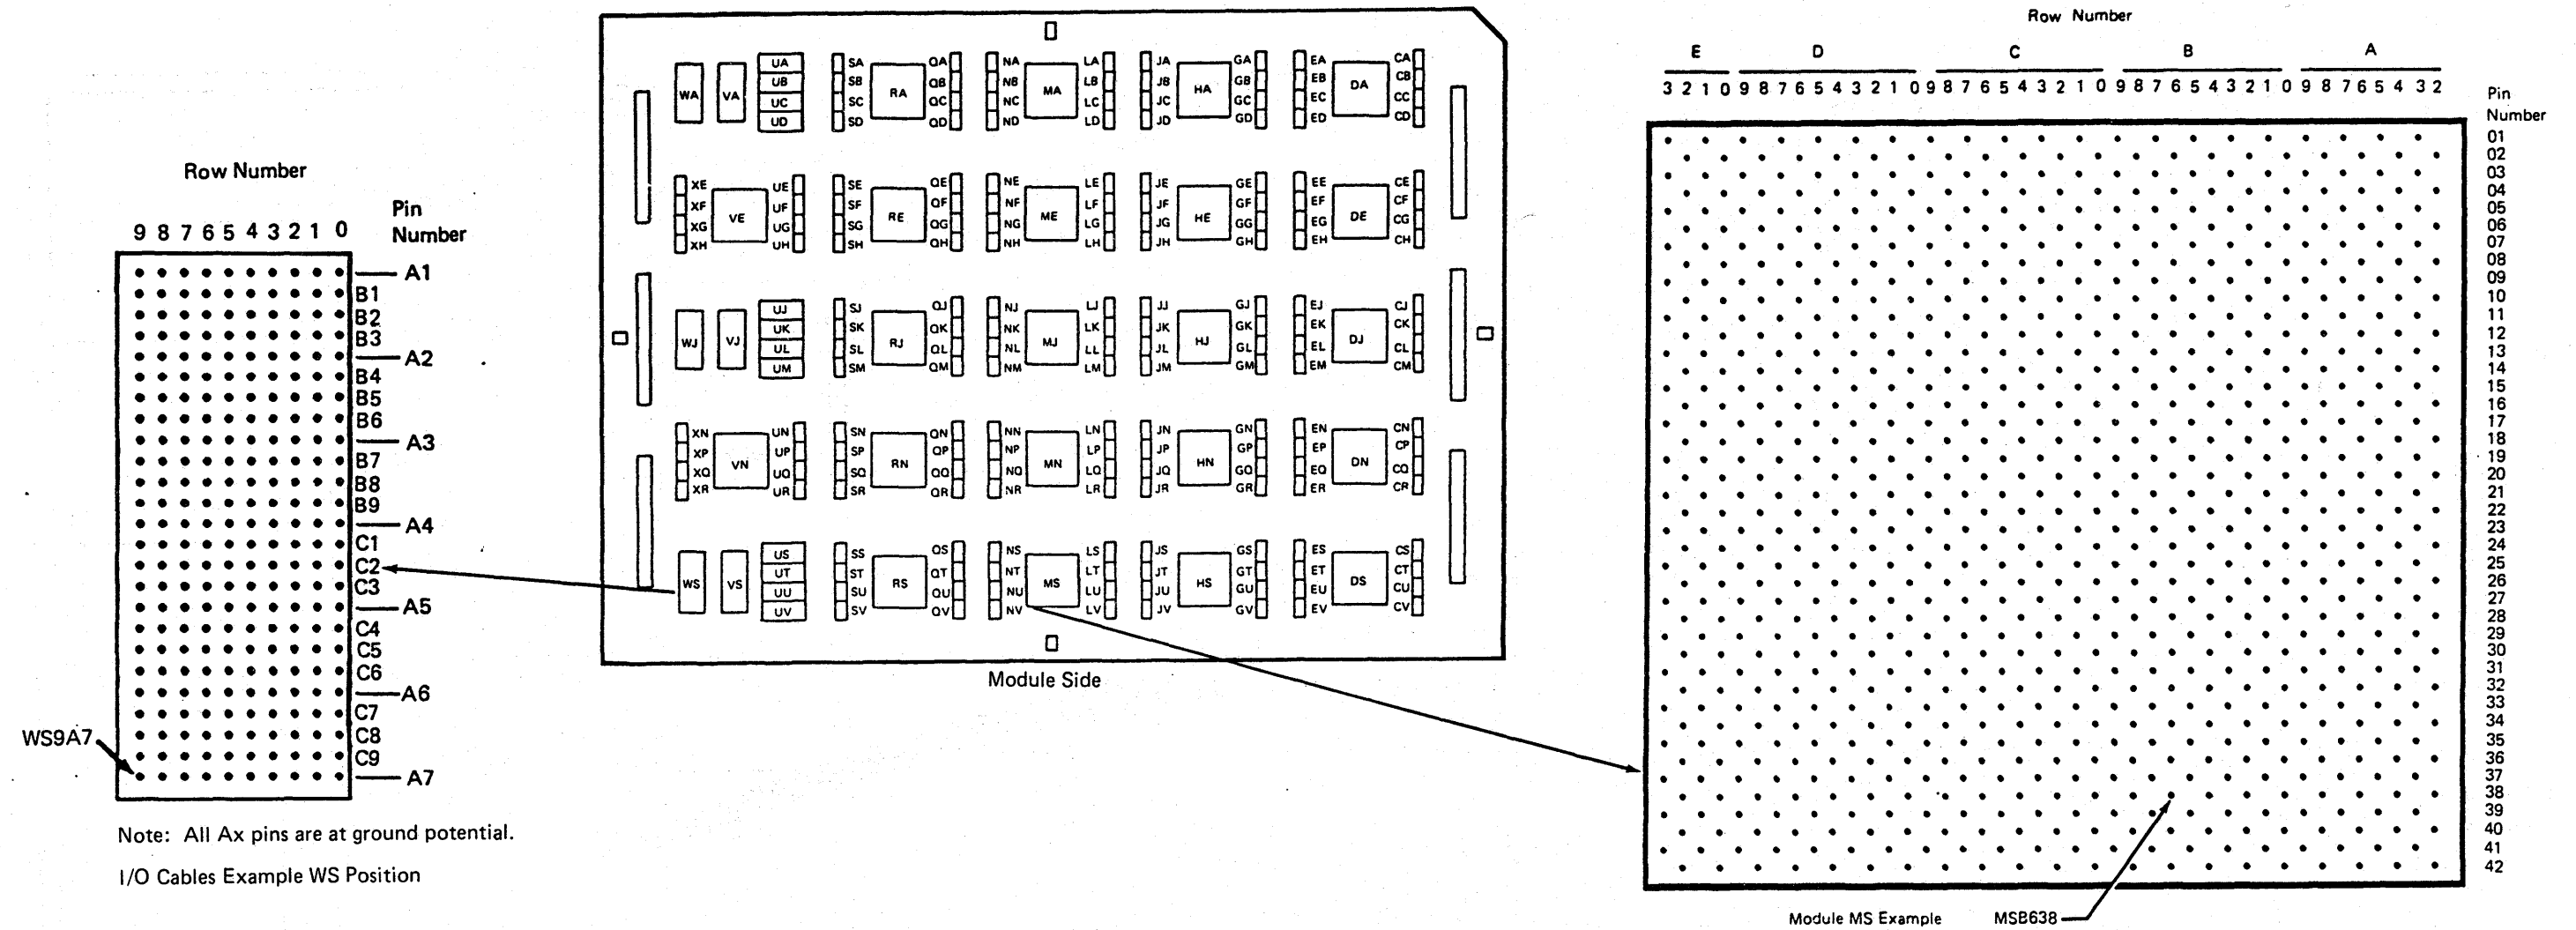 Row Number
9 8 7 6 5 4 3 2 1 0
Pin
Number
A1
B1
B2
B3
A2
B4
B5
B6
A3
B7
B8
B9
A4
C1
C2
C3
A5
C4
C5
C6
A6
C7
C8
C9
A7
WS9A7
Note: All Ax pins are at ground potential.
I/O Cables Example WS Position
WA VA UA SA RA QA NA MA LA JA HA GA EA DA CA
UB SB QB NB LB JB GB EB CB
UC SC QC NC LC JC GC EC CC
UD SD QD ND LD JD GD ED CD
XE VE UE SE RE QE NE ME LE JE HE GE EE DE CE
XF UF SF QF NF LF JF GF EF CF
XG UG SG QG NG LG JG GG EG CG
XH UH SH QH NH LH JH GH EH CH
WJ VJ UJ SJ RJ QJ NJ MJ LJ JJ HJ GJ EJ DJ CJ
UK SK QK NK LK JK GK EK CK
UL SL QL NL LL JL GL EL CL
UM SM QM NM LM JM GM EM CM
XN VN UN SN RN QN NN MN LN JN HN GN EN DN CN
XP UP SP QP NP LP JP GP EP CP
XQ UQ SQ QQ NQ LQ JQ GQ EQ CQ
XR UR SR QR NR LR JR GR ER CR
WS VS US SS RS QS NS MS LS JS HS GS ES DS CS
UT ST QT NT LT JT GT ET CT
UU SU QU NU LU JU GU EU CU
UV SV QV NV LV JV GV EV CV
Module Side
Row Number
E D C B A
3 2 1 0 9 8 7 6 5 4 3 2 1 0 9 8 7 6 5 4 3 2 1 0 9 8 7 6 5 4 3 2 1 0 9 8 7 6 5 4 3 2
Pin
Number
01
02
03
04
05
06
07
08
09
10
11
12
13
14
15
16
17
18
19
20
21
22
23
24
25
26
27
28
29
30
31
32
33
34
35
36
37
38
39
40
41
42
Module MS Example MSB638